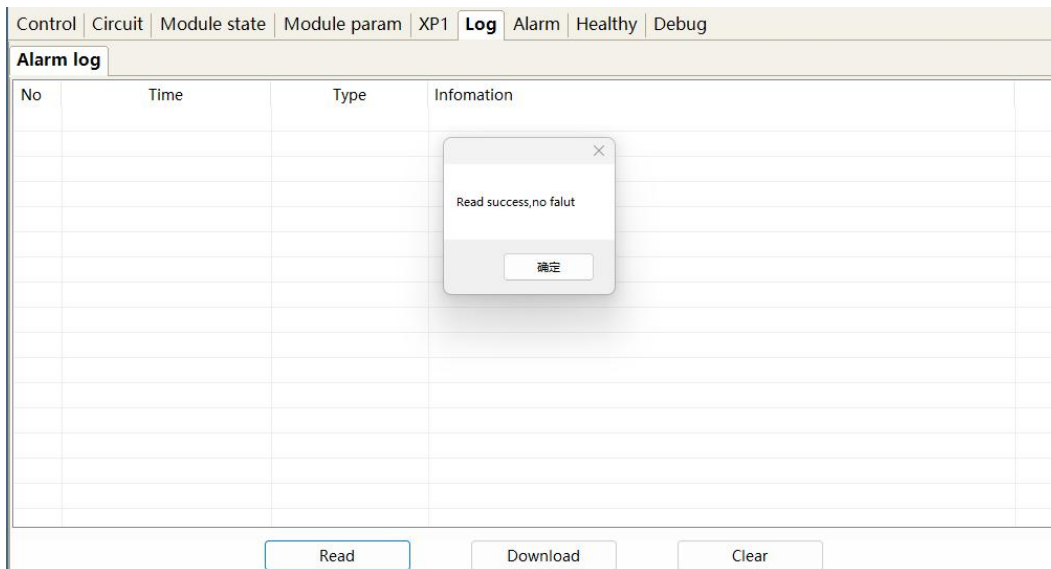 Control Circuit Module state Module param XP1 Log Alarm Healthy Debug
Alarm log
No Time Type Infomation
Read success,no falut
确定
Read Download Clear